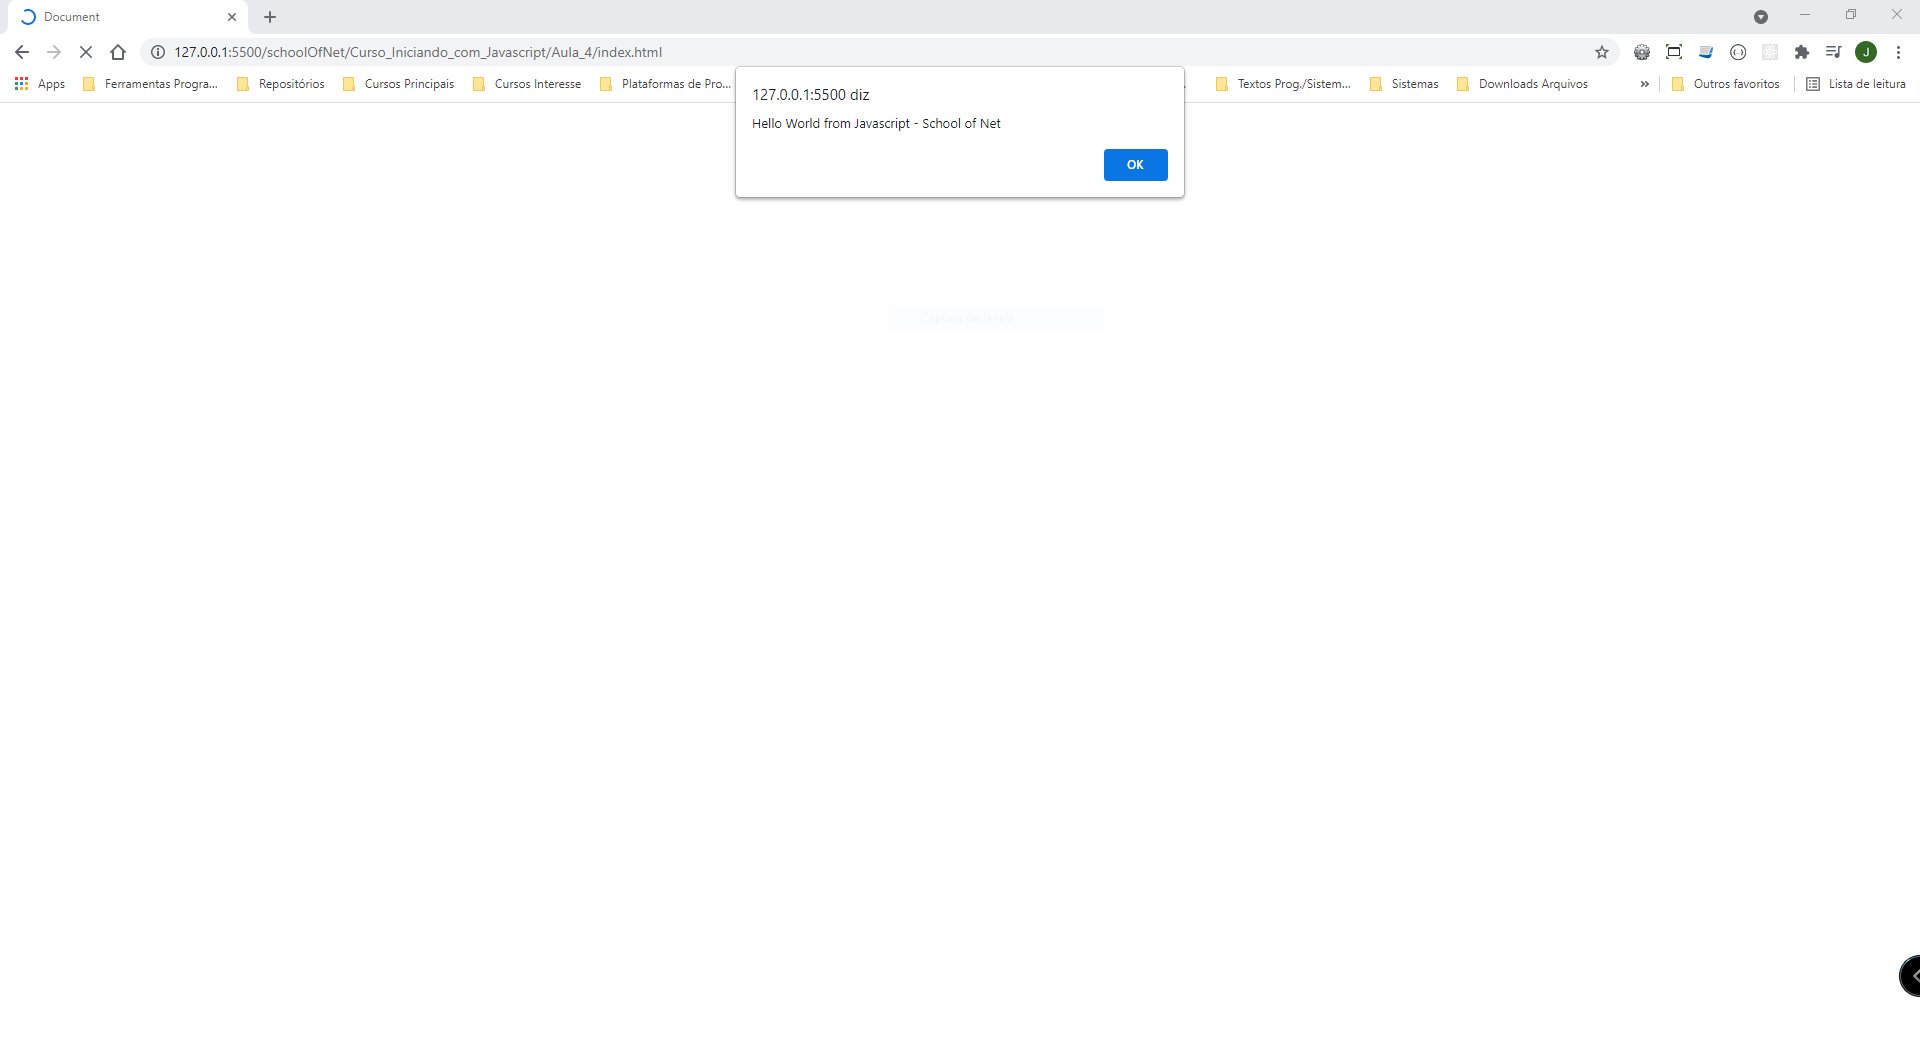 Document
127.0.0.1:5500/schoolOfNet/Curso_Iniciando_com_Javascript/Aula_4/index.html
J
Apps Ferramentas Progra... Repositórios Cursos Principais Cursos Interesse Plataformas de Pro... Textos Prog./Sistem... Sistemas Downloads Arquivos » Outros favoritos Lista de leitura
127.0.0.1:5500 diz
Hello World from Javascript - School of Net
OK